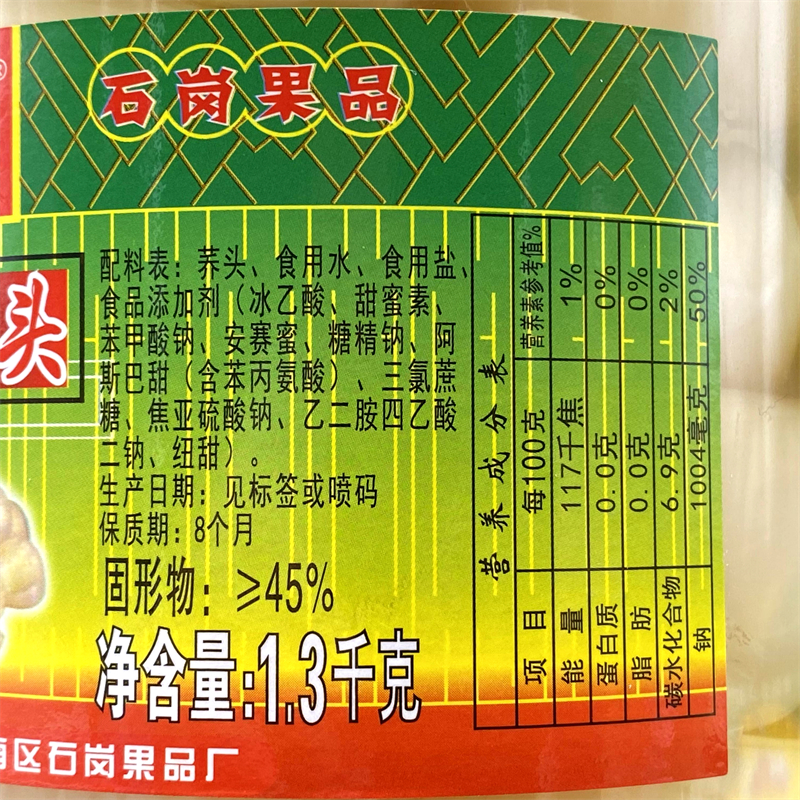 石岗果品
头
配料表：荞头、食用水、食用盐、
食品添加剂（冰乙酸、甜蜜素、
苯甲酸钠、安赛蜜、糖精钠、阿
斯巴甜（含苯丙氨酸）、三氯蔗
糖、焦亚硫酸钠、乙二胺四乙酸
二钠、纽甜）。
生产日期：见标签或喷码
保质期：8个月
固形物：≥45%
净含量:1.3千克
区石岗果品厂
营养成分表
项目 每100克 营养素参考值%
能量 117千焦 1%
蛋白质 0.0克 0%
脂肪 0.0克 0%
碳水化合物 6.9克 2%
钠 1004毫克 50%